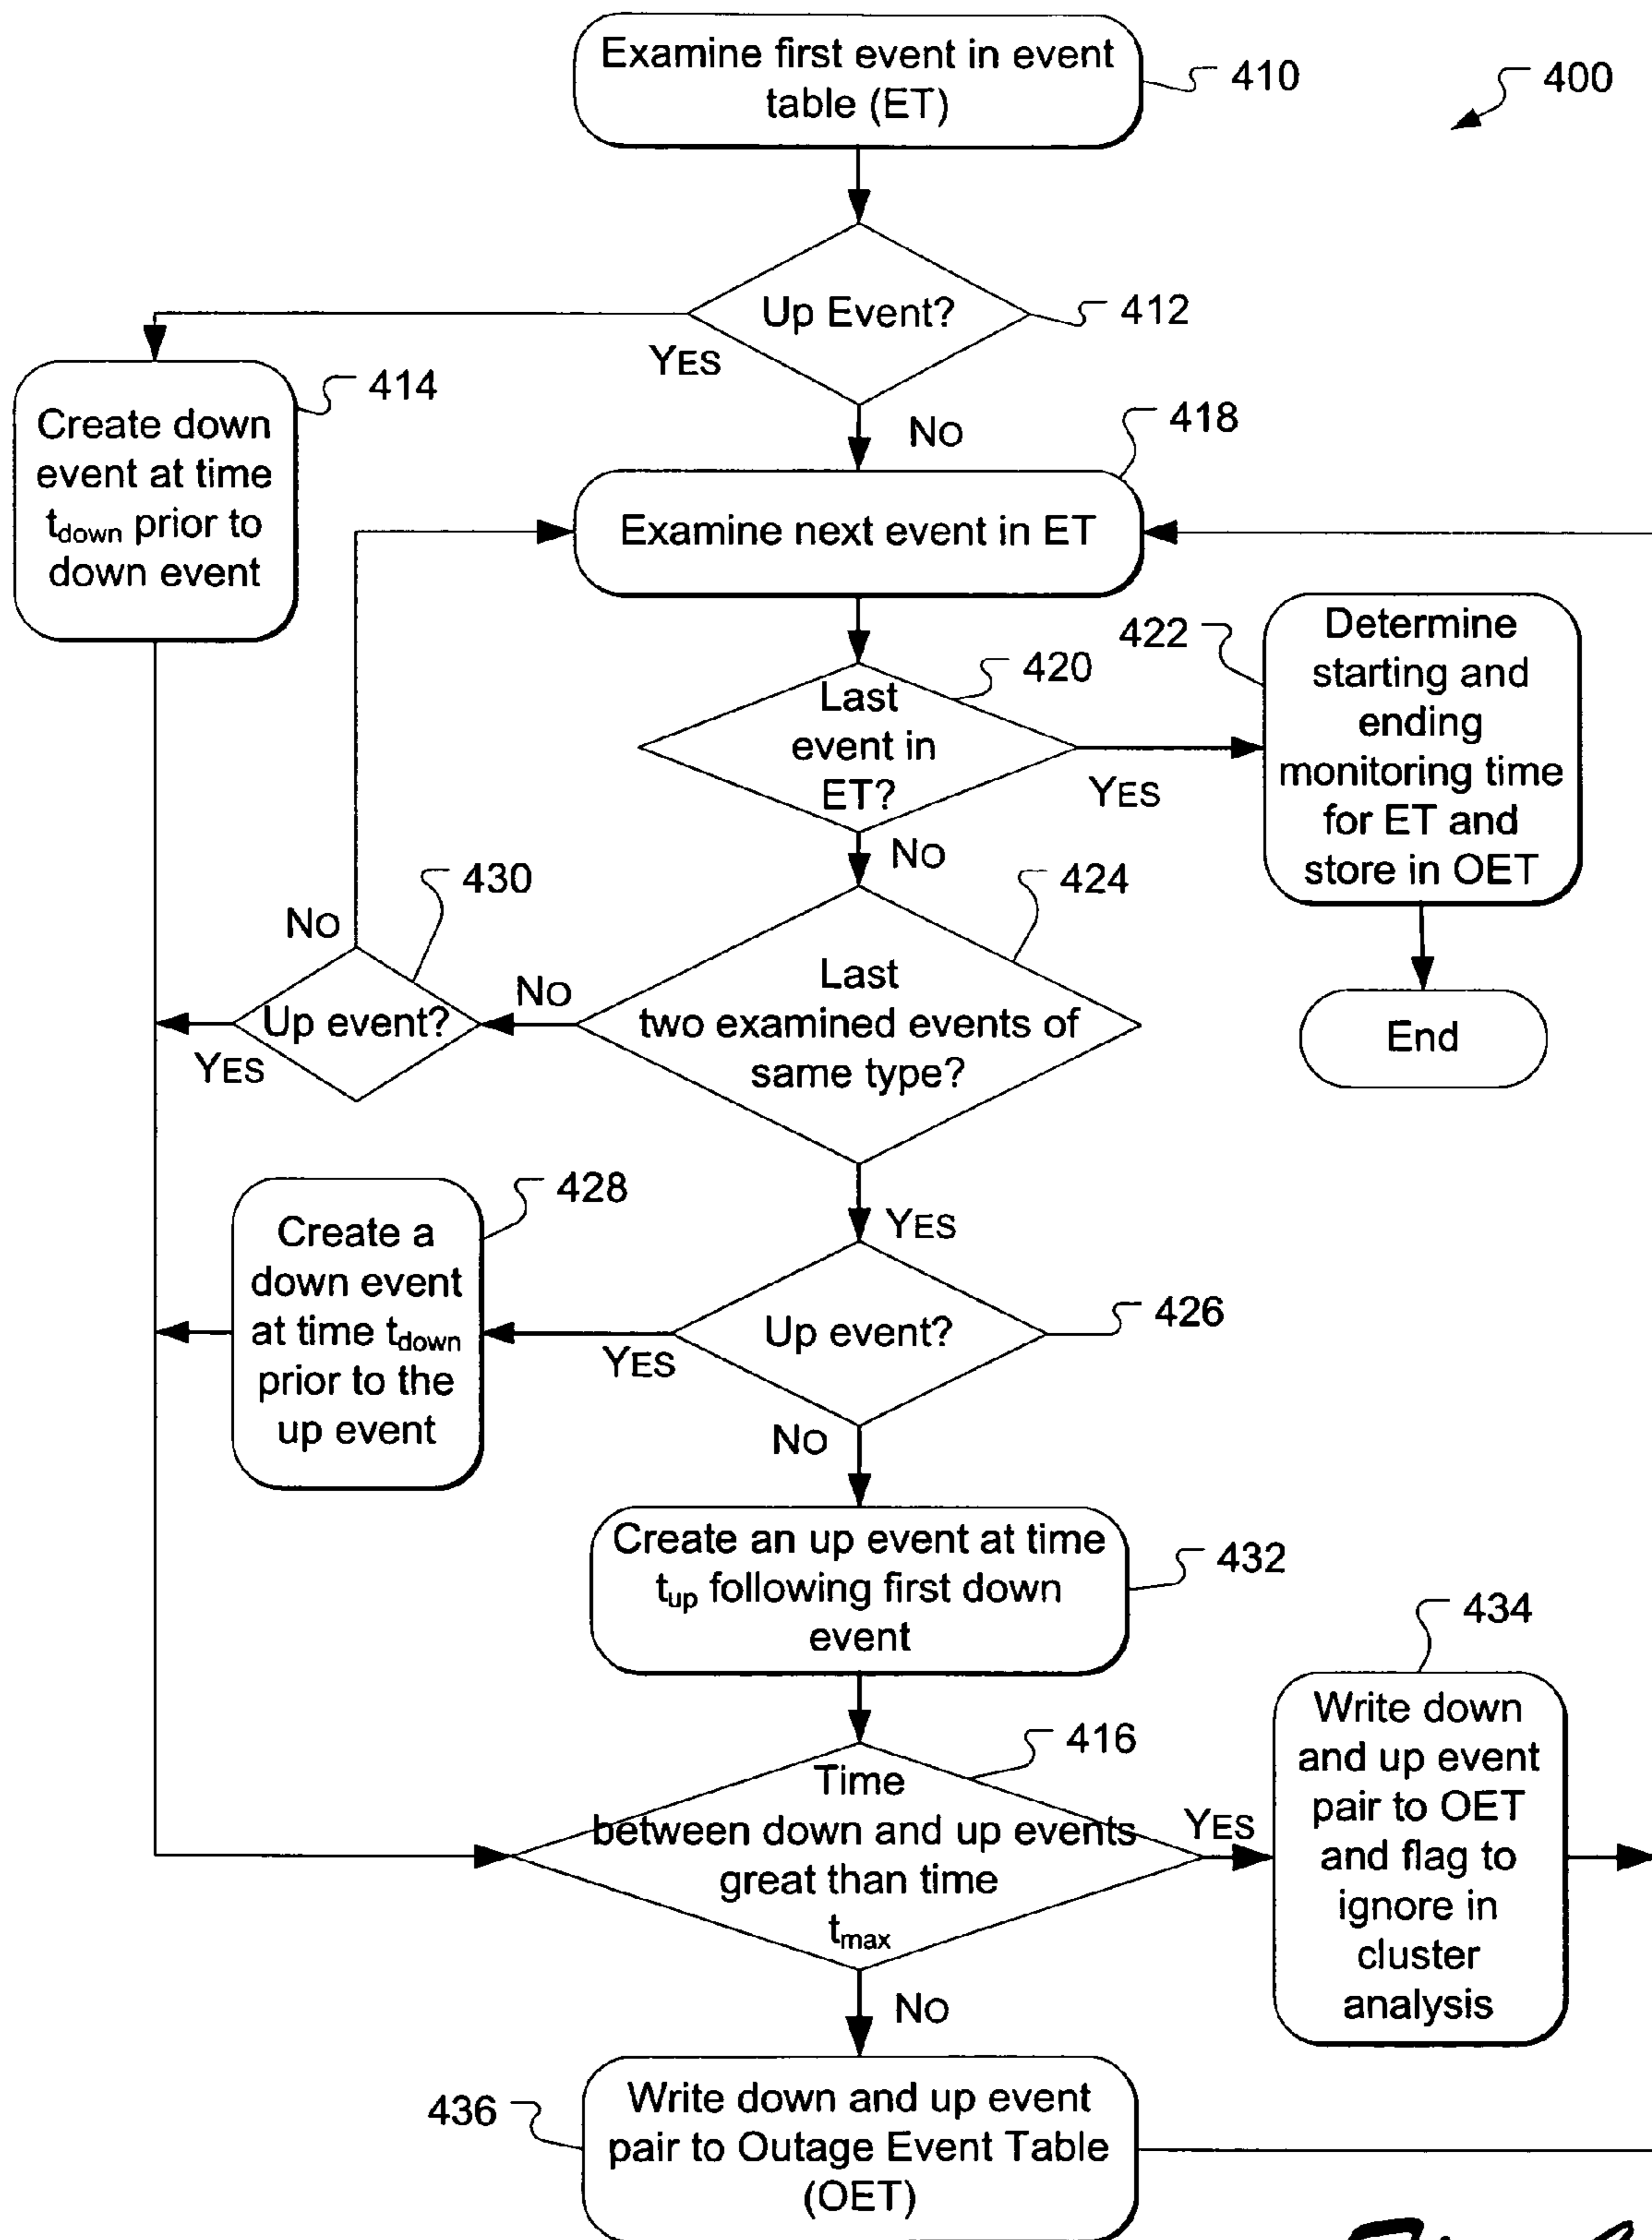 Examine first event in event
table (ET)
410
400
Up Event?
412
YES
414
Create down
event at time
tdown prior to
down event
NO
418
Examine next event in ET
422
Determine
starting and
ending
monitoring time
for ET and
store in OET
420
Last
event in
ET?
YES
NO
430
424
NO
Up event?
YES
NO
Last
two examined events of
same type?
End
428
Create a
down event
at time tdown
prior to the
up event
YES
Up event?
426
YES
NO
Create an up event at time
tup following first down
event
432
434
Write down
and up event
pair to OET
and flag to
ignore in
cluster
analysis
416
Time
between down and up events
great than time
tmax
YES
NO
436
Write down and up event
pair to Outage Event Table
(OET)